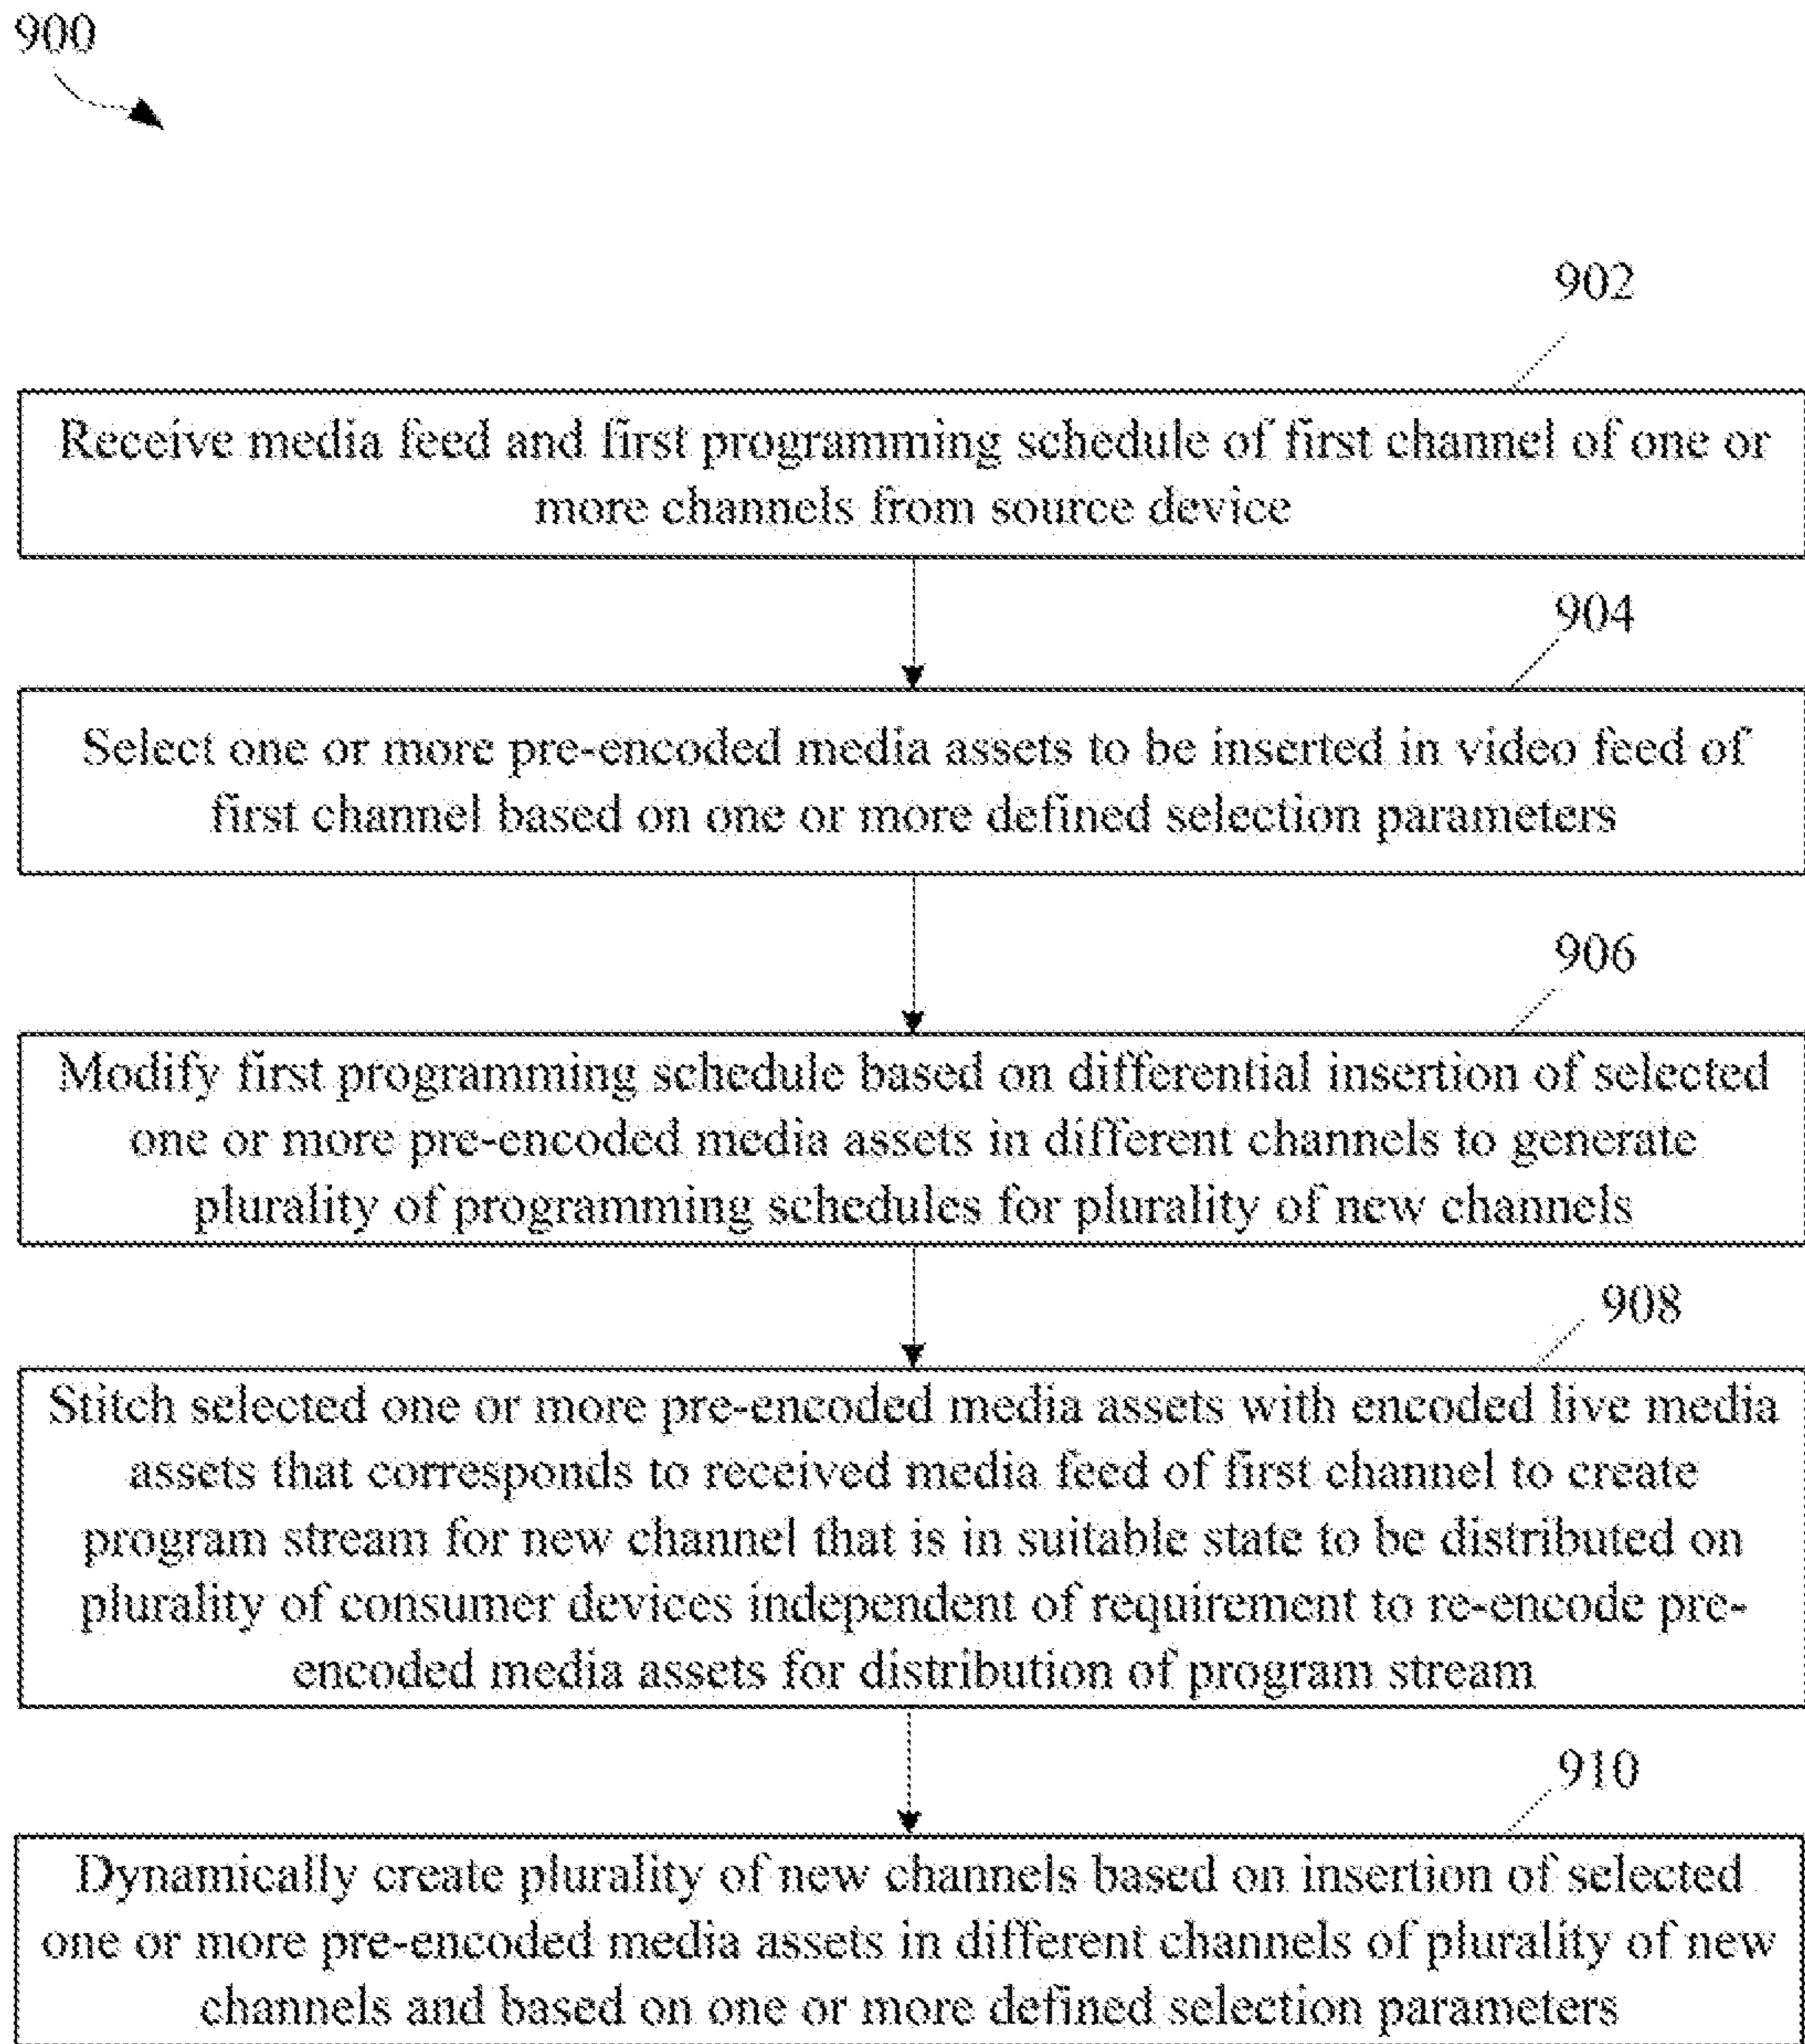 900
902
Receive media feed and first programming schedule of first channel of one or
more channels from source device
904
Select one or more pre-encoded media assets to be inserted in video feed of
first channel based on one or more defined selection parameters
906
Modify first programming schedule based on differential insertion of selected
one or more pre-encoded media assets in different channels to generate
plurality of programming schedules for plurality of new channels
908
Stitch selected one or more pre-encoded media assets with encoded live media
assets that corresponds to received media feed of first channel to create
program stream for new channel that is in suitable state to be distributed on
plurality of consumer devices independent of requirement to re-encode pre-
encoded media assets for distribution of program stream
910
Dynamically create plurality of new channels based on insertion of selected
one or more pre-encoded media assets in different channels of plurality of new
channels and based on one or more defined selection parameters